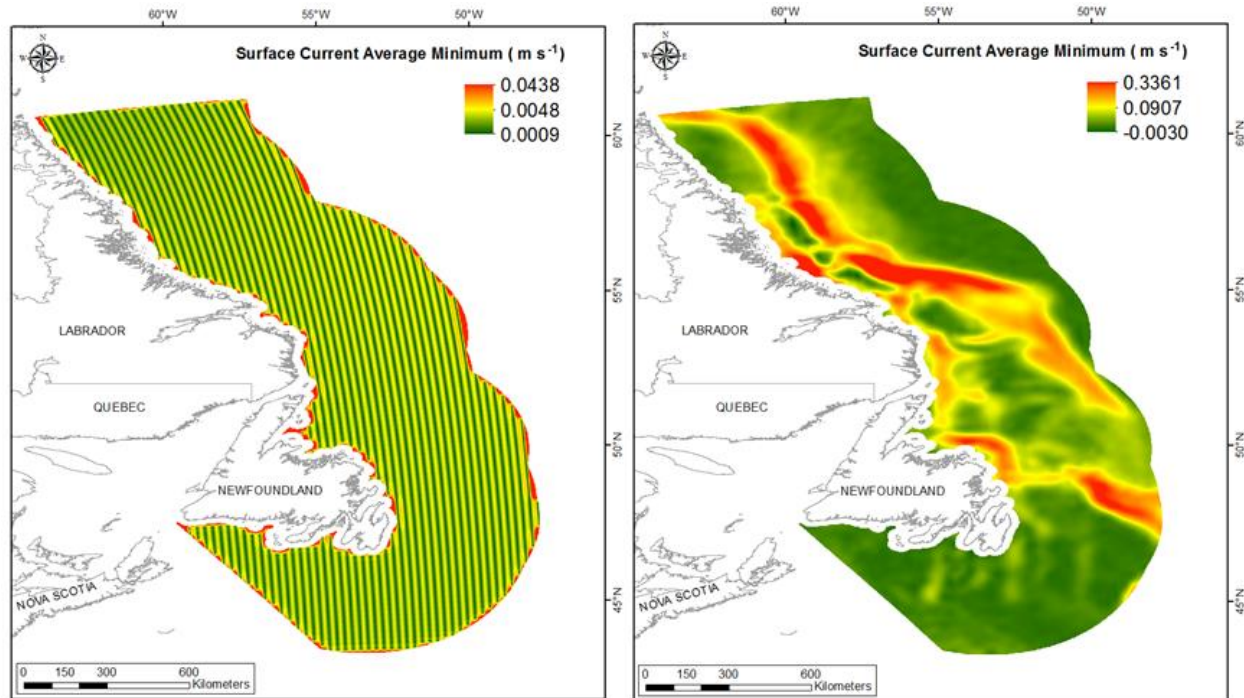 60°W 55°W 50°W
N
W E
S
Surface Current Average Minimum ( m s⁻¹)
0.0438
0.0048
0.0009
60°N
55°N
50°N
45°N
LABRADOR
QUEBEC
NEWFOUNDLAND
NOVA SCOTIA
0 150 300 600
Kilometers
60°W 55°W 50°W
N
W E
S
Surface Current Average Minimum ( m s⁻¹)
0.3361
0.0907
-0.0030
60°N
55°N
50°N
45°N
LABRADOR
QUEBEC
NEWFOUNDLAND
NOVA SCOTIA
0 150 300 600
Kilometers